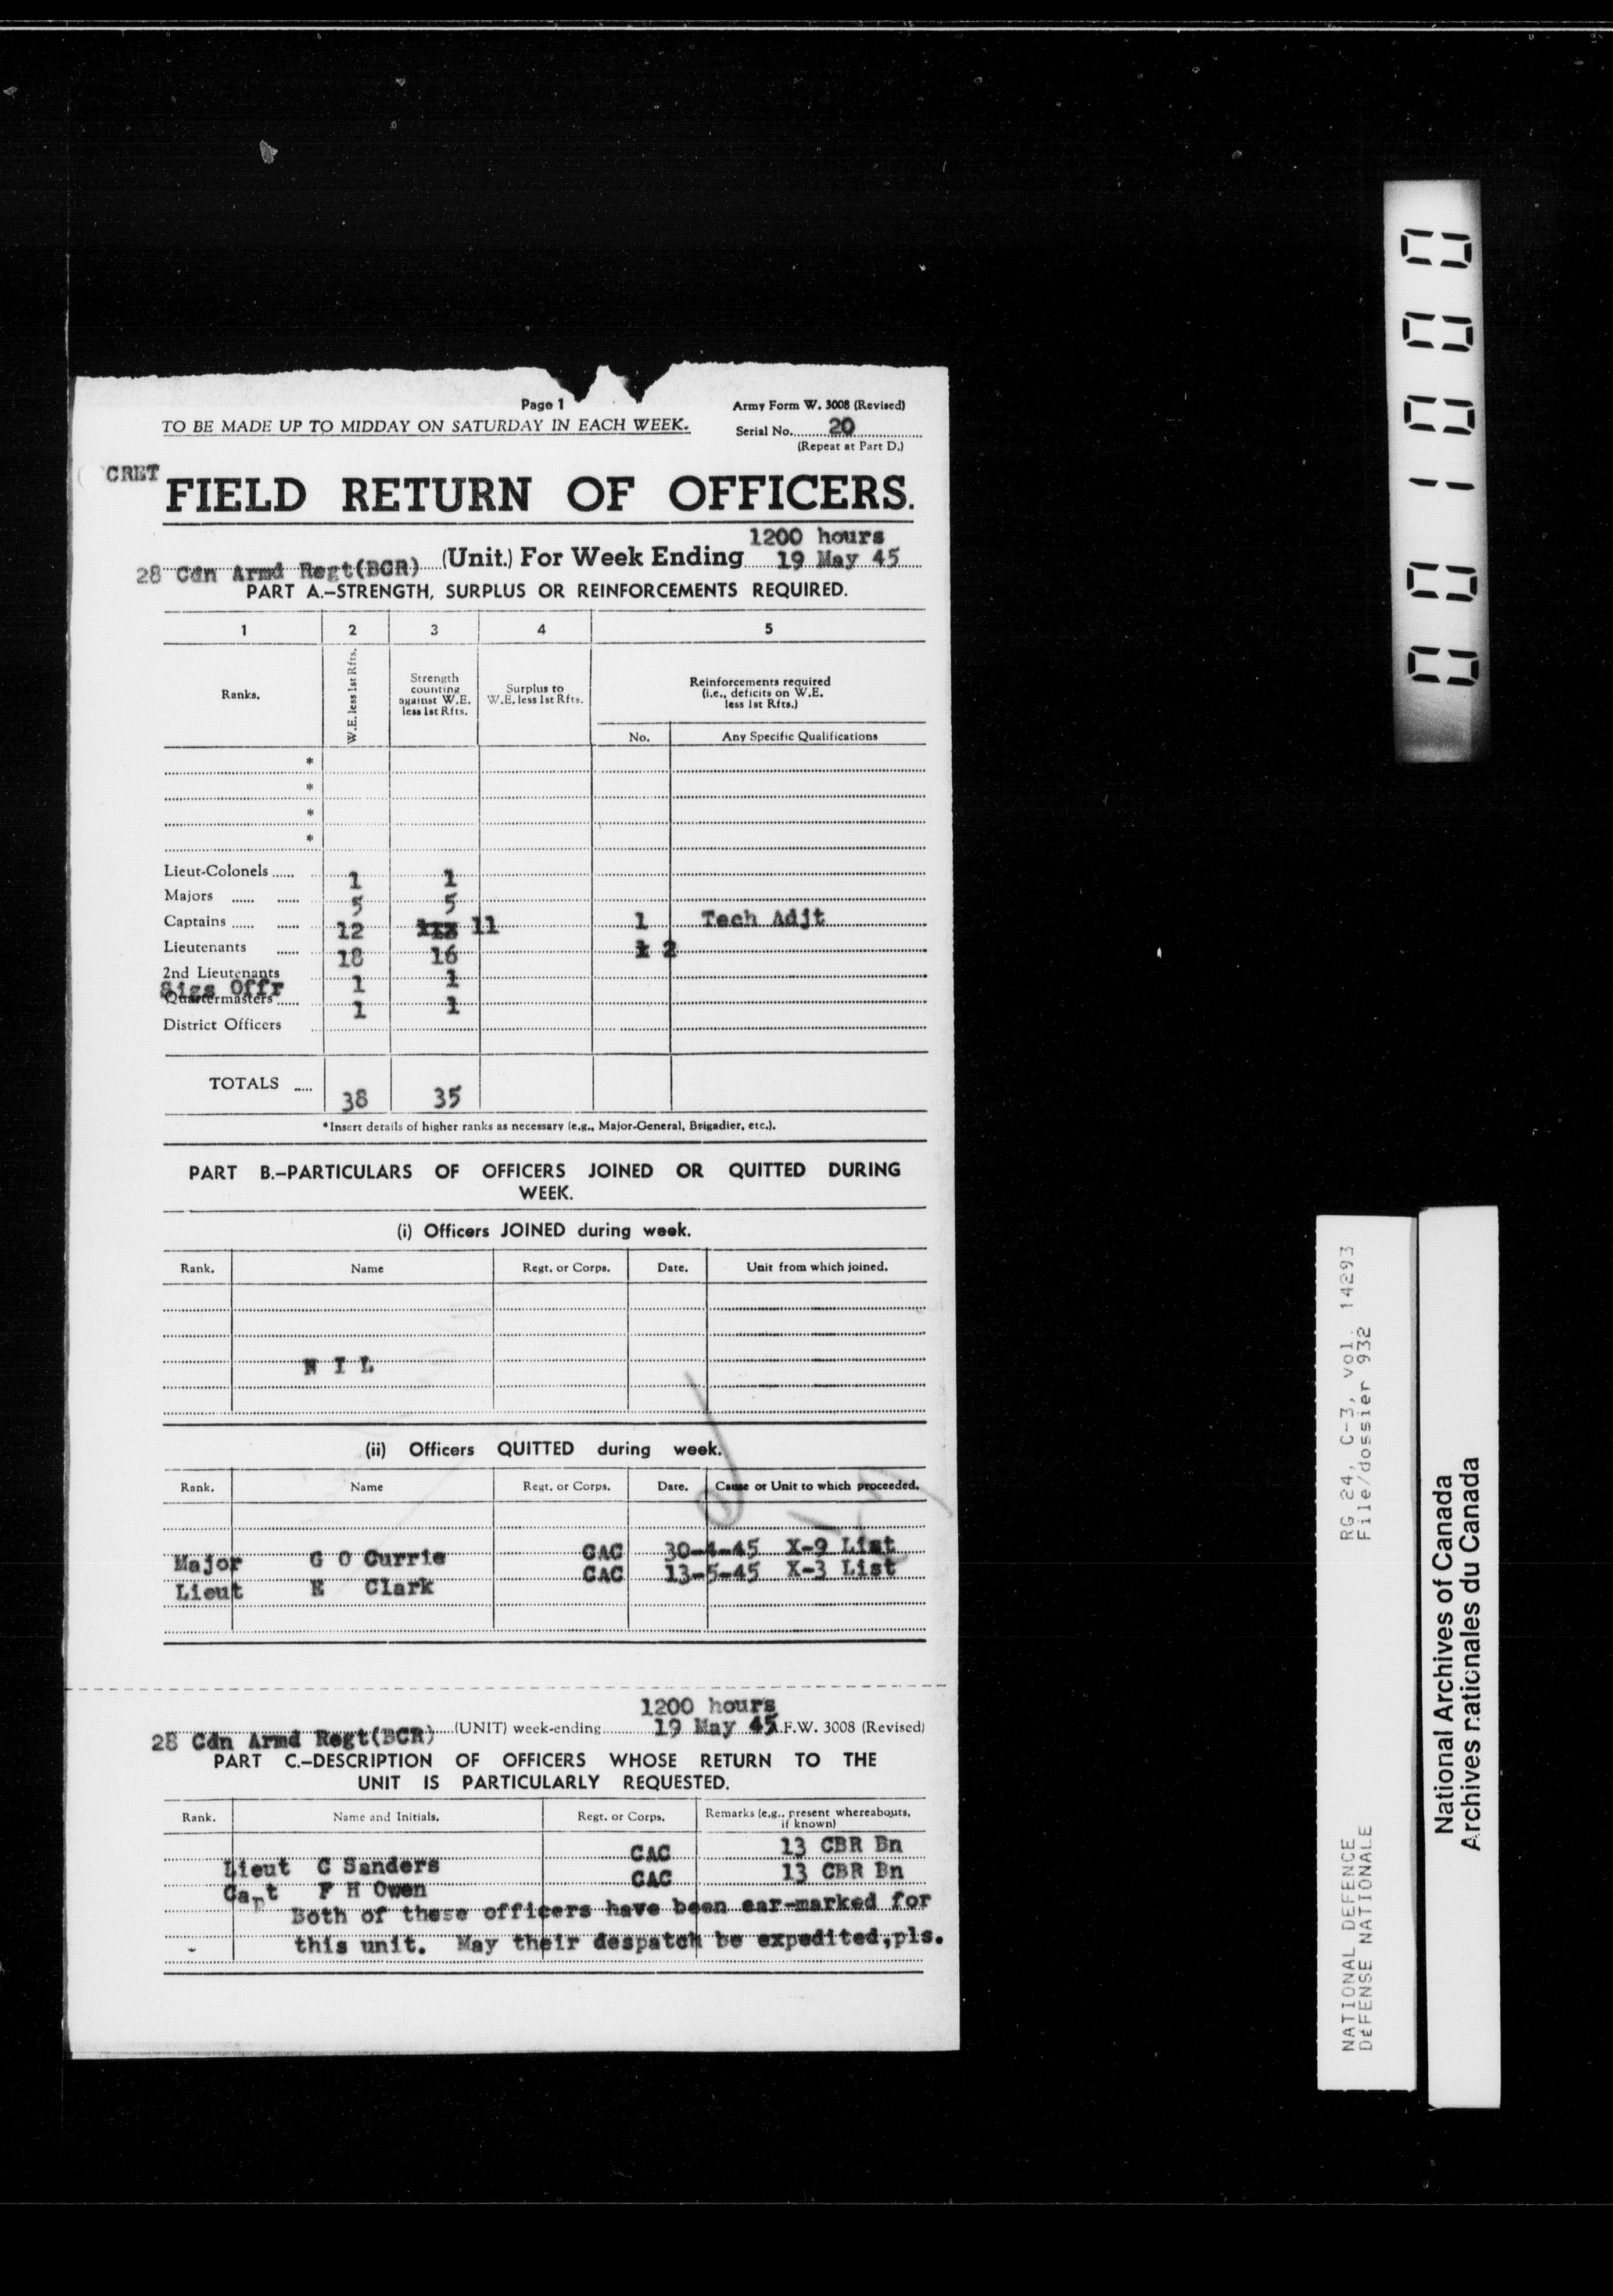 Page 1
Army Form W. 3008 (Revised)
TO BE MADE UP TO MIDDAY ON SATURDAY IN EACH WEEK.
Serial No. 20
(Repeat at Part D.)
CRET
FIELD RETURN OF OFFICERS.
1200 hours
28 Cdn Armd Regt(BCR) (Unit.) For Week Ending 19 May 45
PART A.–STRENGTH, SURPLUS OR REINFORCEMENTS REQUIRED.
1 2 3 4 5
Ranks. W.E. less 1st Rfts. Strength counting against W.E. less 1st Rfts. Surplus to W.E. less 1st Rfts. Reinforcements required (i.e., deficits on W.E. less 1st Rfts.)
No. Any Specific Qualifications
*
*
*
*
Lieut-Colonels 1 1
Majors 5 5
Captains 12 11 1 Tech Adjt
Lieutenants 18 16 2
2nd Lieutenants
Sigs Offr 1 1
Quartermasters 1 1
District Officers
TOTALS 38 35
*Insert details of higher ranks as necessary (e.g., Major-General, Brigadier, etc.).
PART B.–PARTICULARS OF OFFICERS JOINED OR QUITTED DURING
WEEK.
(i) Officers JOINED during week.
Rank. Name Regt. or Corps. Date. Unit from which joined.
N I L
(ii) Officers QUITTED during week.
Rank. Name Regt. or Corps. Date. Cause or Unit to which proceeded.
Major G O Currie CAC 30-4-45 X-9 List
Lieut E Clark CAC 13-5-45 X-3 List
1200 hours
28 Cdn Armd Regt(BCR) (UNIT) week-ending 19 May 45 A.F.W. 3008 (Revised)
PART C.–DESCRIPTION OF OFFICERS WHOSE RETURN TO THE
UNIT IS PARTICULARLY REQUESTED.
Rank. Name and Initials. Regt. or Corps. Remarks (e.g., present whereabouts, if known)
Lieut C Sanders CAC 13 CBR Bn
Capt F H Owen CAC 13 CBR Bn
Both of these officers have been ear-marked for
this unit. May their despatch be expedited,pls.
0 0 1 0 0 0
RG 24, C-3, vol. 14293
File/dossier 932
NATIONAL DEFENCE
DÉFENSE NATIONALE
National Archives of Canada
Archives nationales du Canada